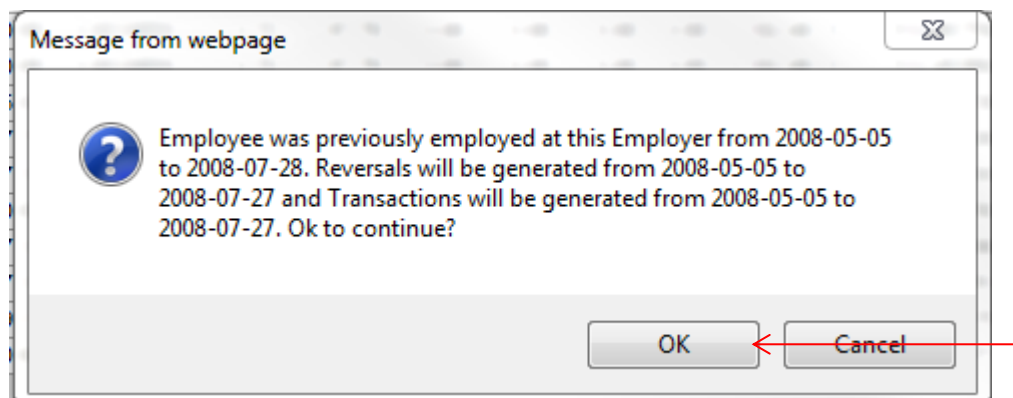 Message from webpage
Employee was previously employed at this Employer from 2008-05-05
to 2008-07-28. Reversals will be generated from 2008-05-05 to
2008-07-27 and Transactions will be generated from 2008-05-05 to
2008-07-27. Ok to continue?
OK
Cancel